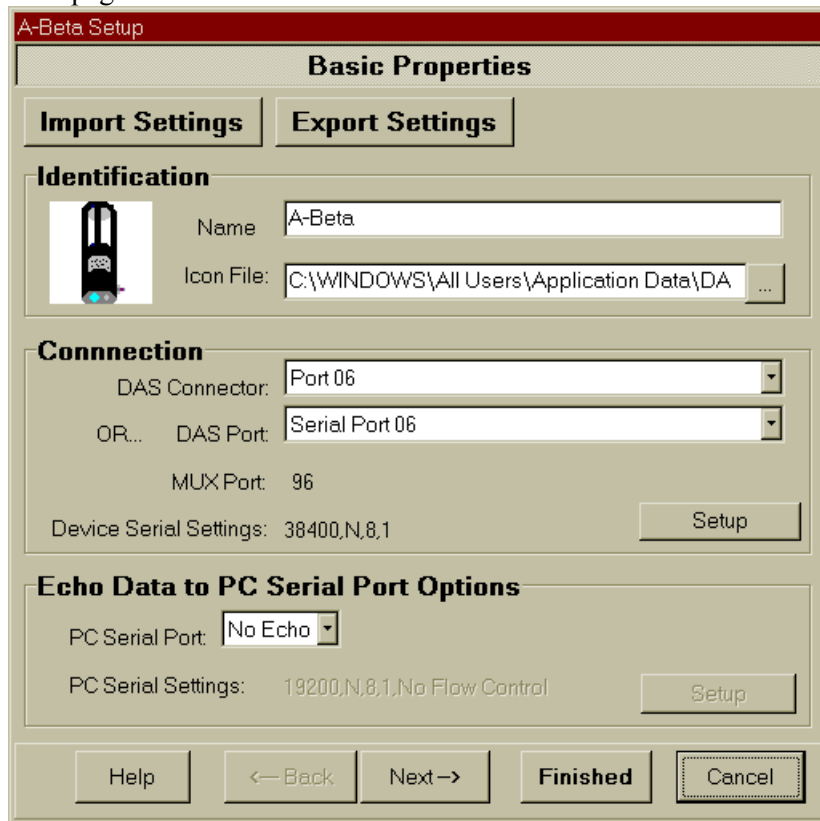 A-Beta Setup
Basic Properties
Import Settings Export Settings
Identification
Name A-Beta
Icon File: C:\WINDOWS\All Users\Application Data\DA ...
Connnection
DAS Connector: Port 06
OR... DAS Port: Serial Port 06
MUX Port: 96
Device Serial Settings: 38400,N,8,1 Setup
Echo Data to PC Serial Port Options
PC Serial Port: No Echo
PC Serial Settings: 19200,N,8,1,No Flow Control Setup
Help <-- Back Next --> Finished Cancel